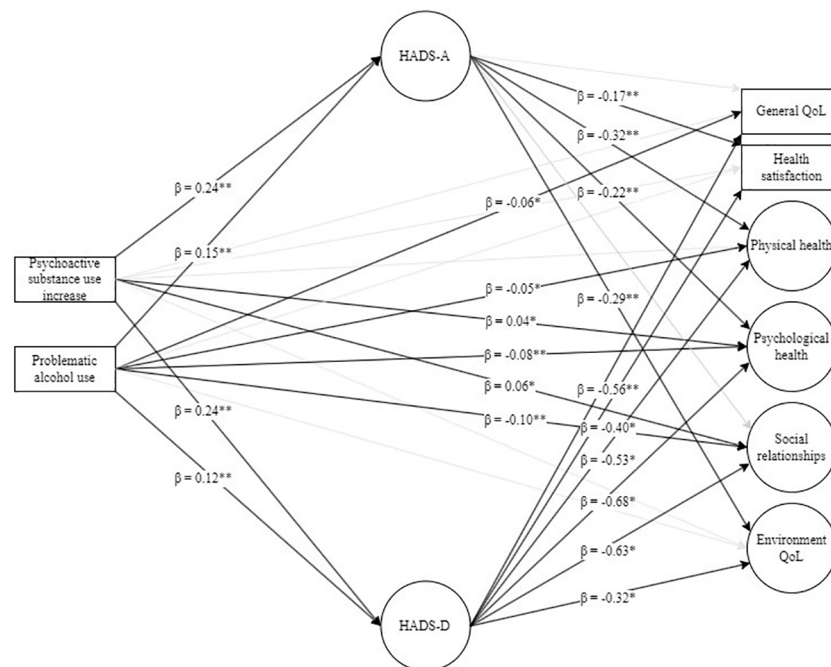 HADS-A
β = -0.17**
General QoL
β = -0.32**
Health
satisfaction
β = 0.24**
β = -0.22**
β = -0.06*
β = 0.15**
Physical health
Psychoactive
substance use
increase
β = -0.05*
β = -0.29**
β = 0.04*
Psychological
health
β = -0.08**
Problematic
alcohol use
β = 0.06*
β = -0.56**
β = 0.24**
β = -0.10**
β = -0.40*
Social
relationships
β = -0.53*
β = 0.12**
β = -0.68*
β = -0.63*
Environment
QoL
β = -0.32*
HADS-D